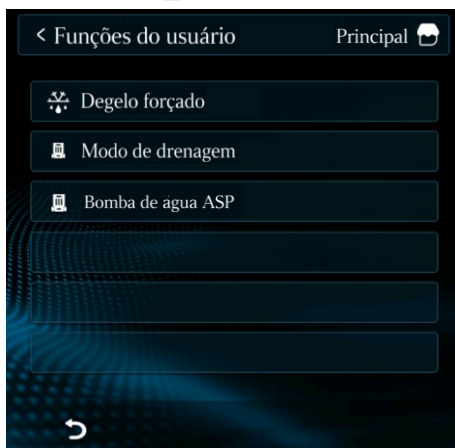 < Funções do usuário Principal
Degelo forçado
Modo de drenagem
Bomba de agua ASP